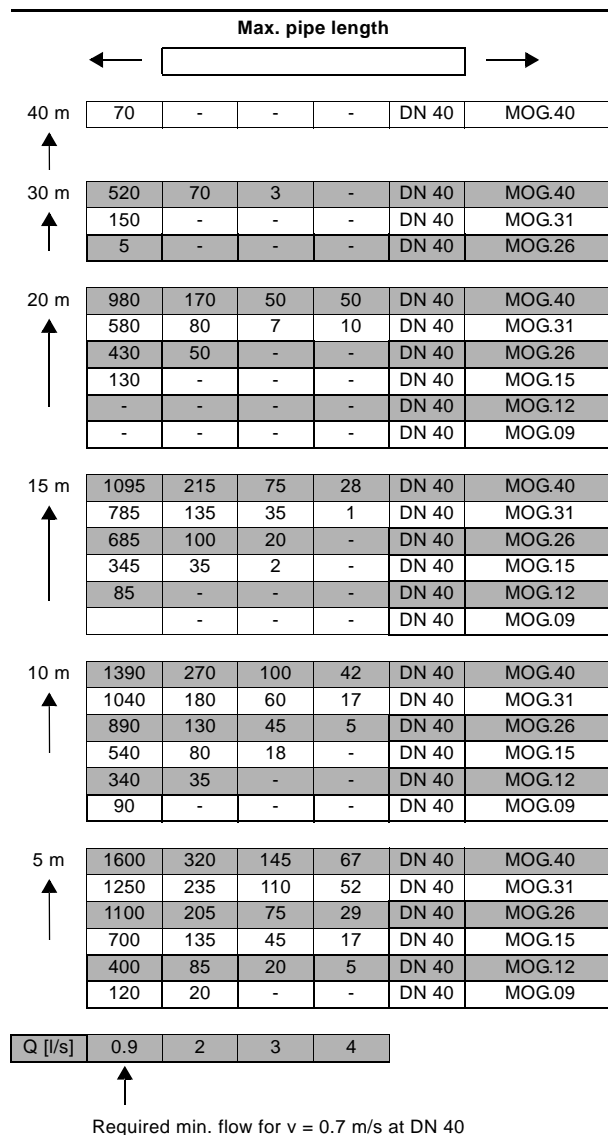 Max. pipe length
40 m 70 - - - DN 40 MOG.40
30 m 520 70 3 - DN 40 MOG.40
150 - - - DN 40 MOG.31
5 - - - DN 40 MOG.26
20 m 980 170 50 50 DN 40 MOG.40
580 80 7 10 DN 40 MOG.31
430 50 - - DN 40 MOG.26
130 - - - DN 40 MOG.15
- - - - DN 40 MOG.12
- - - - DN 40 MOG.09
15 m 1095 215 75 28 DN 40 MOG.40
785 135 35 1 DN 40 MOG.31
685 100 20 - DN 40 MOG.26
345 35 2 - DN 40 MOG.15
85 - - - DN 40 MOG.12
- - - DN 40 MOG.09
10 m 1390 270 100 42 DN 40 MOG.40
1040 180 60 17 DN 40 MOG.31
890 130 45 5 DN 40 MOG.26
540 80 18 - DN 40 MOG.15
340 35 - - DN 40 MOG.12
90 - - - DN 40 MOG.09
5 m 1600 320 145 67 DN 40 MOG.40
1250 235 110 52 DN 40 MOG.31
1100 205 75 29 DN 40 MOG.26
700 135 45 17 DN 40 MOG.15
400 85 20 5 DN 40 MOG.12
120 20 - - DN 40 MOG.09
Q [l/s] 0.9 2 3 4
Required min. flow for v = 0.7 m/s at DN 40